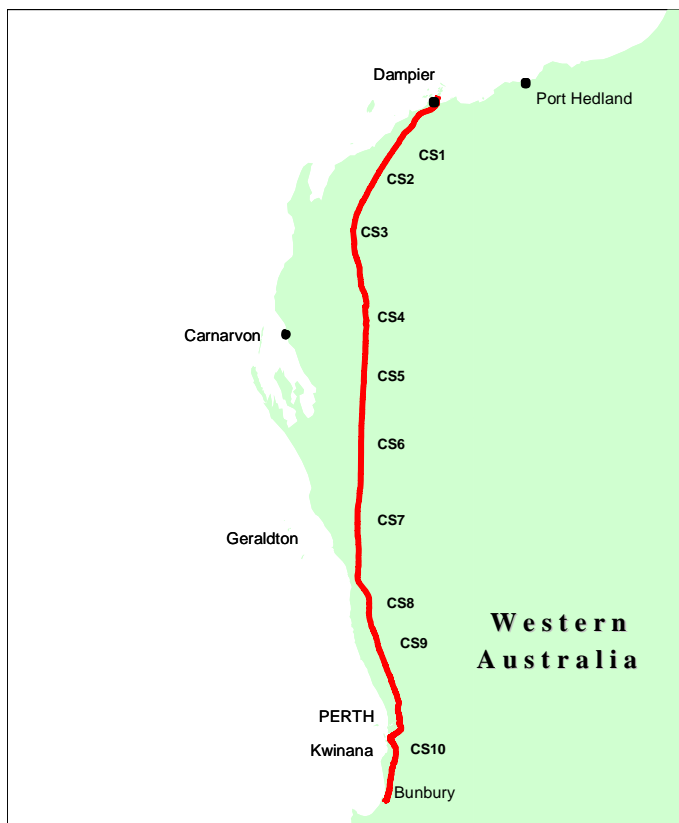 Dampier
Port Hedland
CS1
CS2
CS3
CS4
Carnarvon
CS5
CS6
CS7
Geraldton
CS8
Western
Australia
CS9
PERTH
Kwinana
CS10
Bunbury